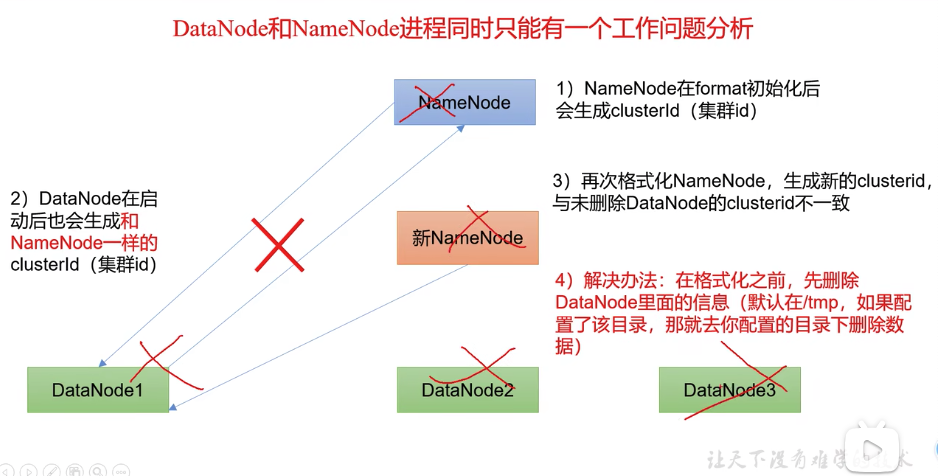 DataNode和NameNode进程同时只能有一个工作问题分析
NameNode
1）NameNode在format初始化后
会生成clusterId（集群id）
2）DataNode在启
动后也会生成和
NameNode一样的
clusterId（集群id）
3）再次格式化NameNode，生成新的clusterid，
与未删除DataNode的clusterid不一致
新NameNode
4）解决办法：在格式化之前，先删除
DataNode里面的信息（默认在/tmp，如果配
置了该目录，那就去你配置的目录下删除数
据）
DataNode1
DataNode2
DataNode3
让天下没有难学的技术